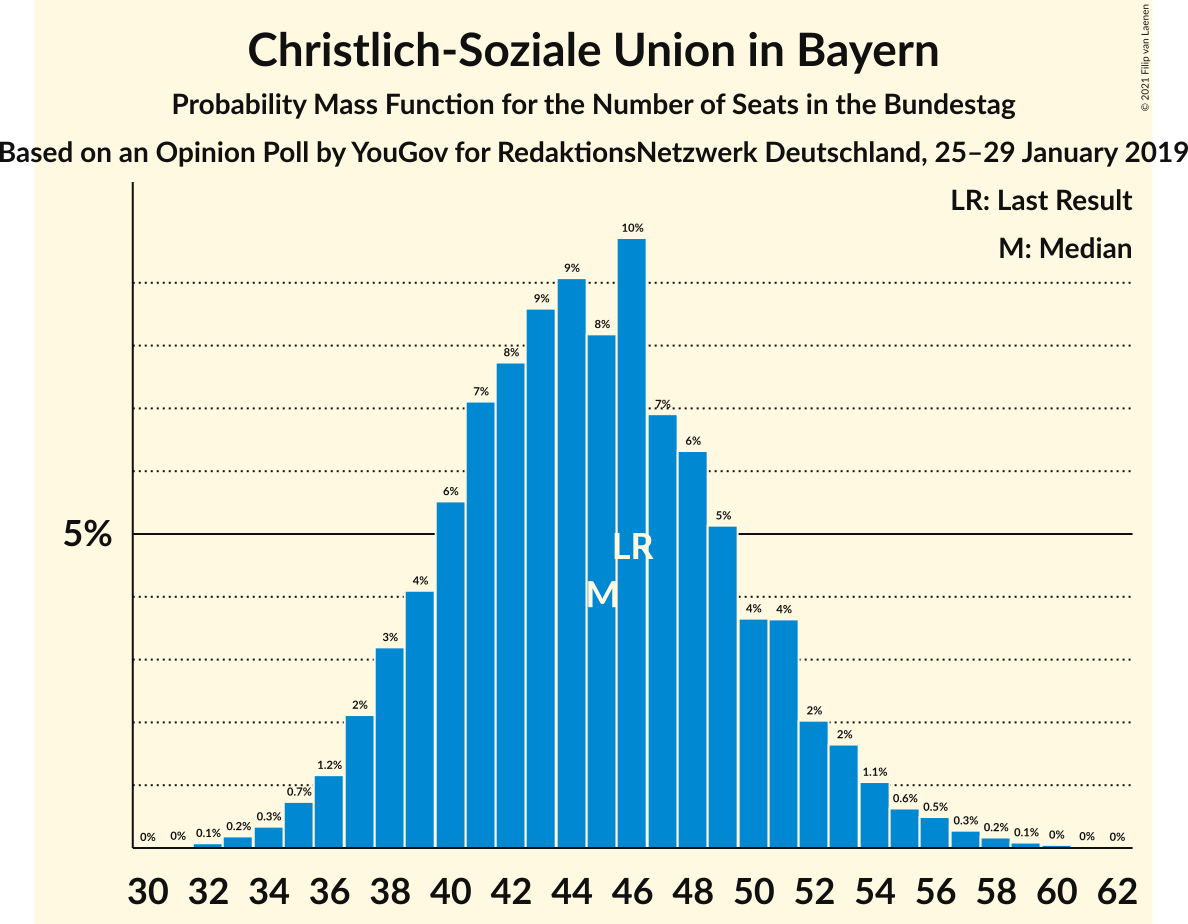 Christlich-Soziale Union in Bayern
Probability Mass Function for the Number of Seats in the Bundestag
Based on an Opinion Poll by YouGov for RedaktionsNetzwerk Deutschland, 25–29 January 2019
© 2021 Filip van Laenen
LR: Last Result
M: Median
5%
0% 0% 0.1% 0.2% 0.3% 0.7% 1.2% 2% 3% 4% 6% 7% 8% 9% 9% 8% 10% 7% 6% 5% 4% 4% 2% 2% 1.1% 0.6% 0.5% 0.3% 0.2% 0.1% 0% 0% 0%
LR
M
30 32 34 36 38 40 42 44 46 48 50 52 54 56 58 60 62